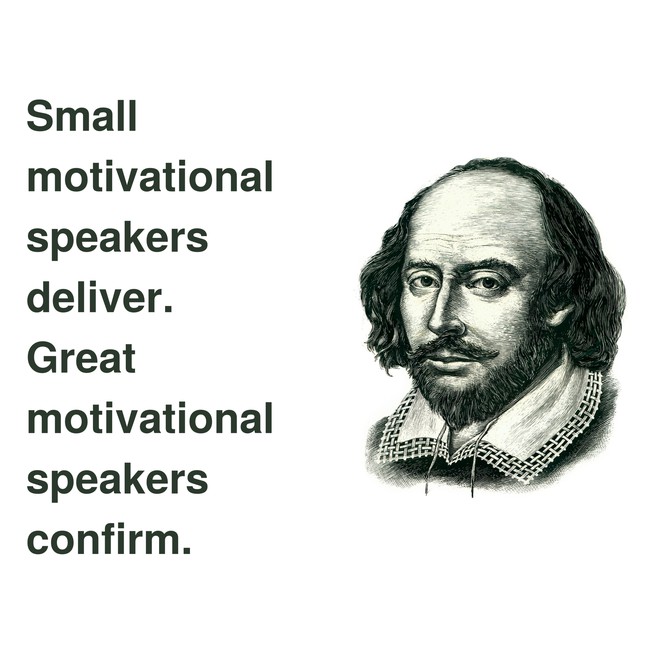 Small
motivational
speakers
deliver.
Great
motivational
speakers
confirm.